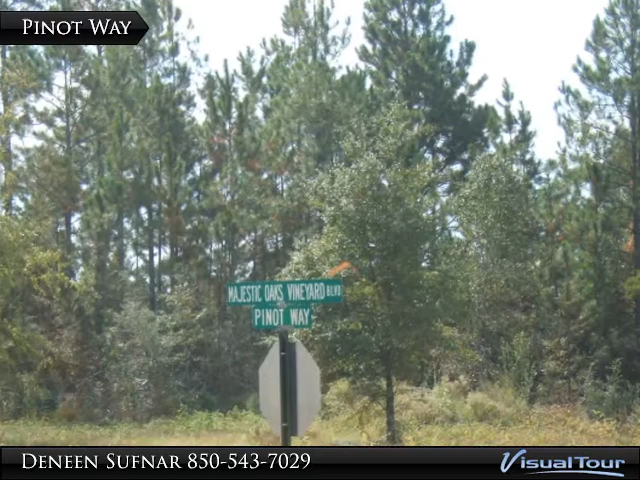 PINOT WAY
MAJESTIC OAKS VINEYARD BLVD
PINOT WAY
DENEEN SUFNAR 850-543-7029
VISUALTOUR